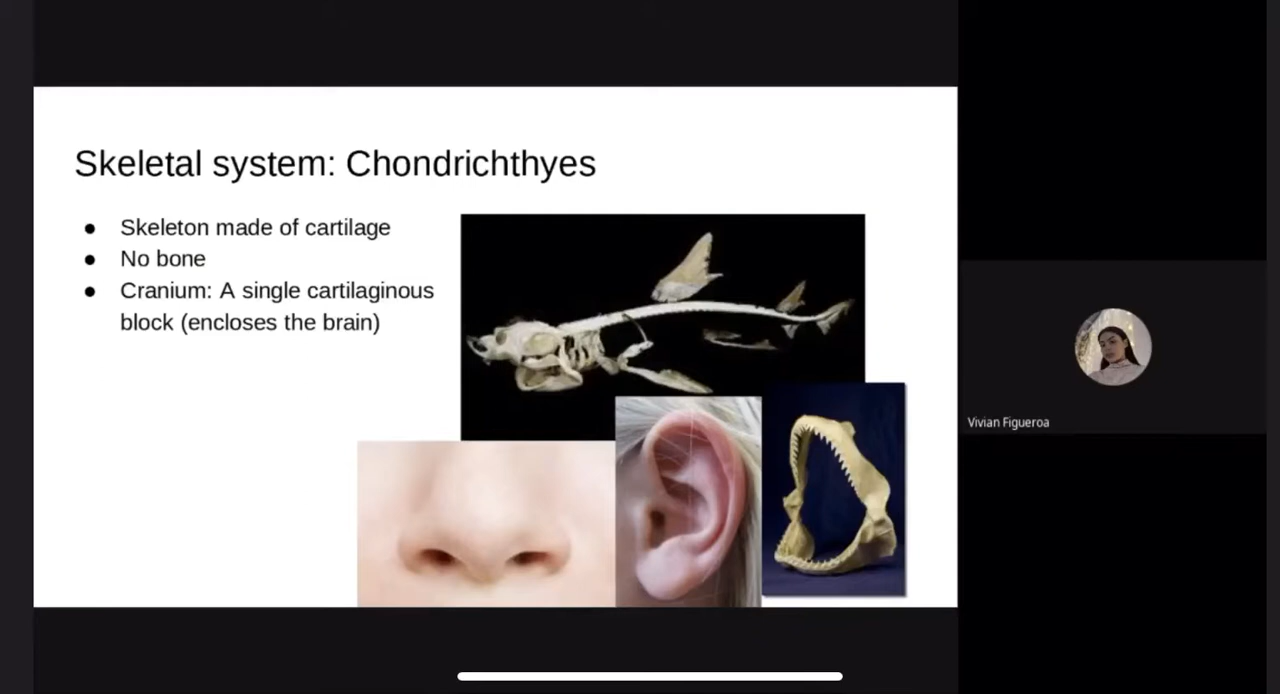 Skeletal system: Chondrichthyes
● Skeleton made of cartilage
● No bone
● Cranium: A single cartilaginous
block (encloses the brain)
Vivian Figueroa